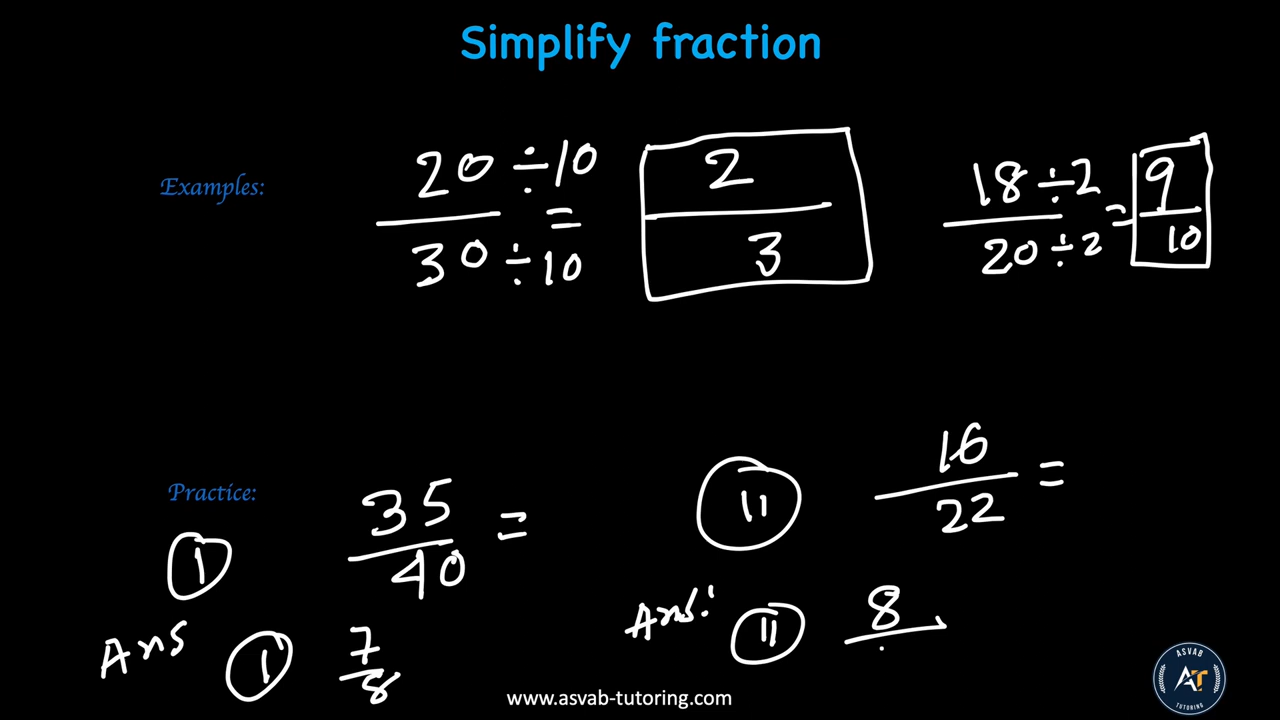 Simplify fraction
Examples:
20 ÷ 10
30 ÷ 10
=
2
3
18 ÷ 2
20 ÷ 2
=
9
10
Practice:
① 35
40
=
⑪ 16
22
=
Ans ① 7
8
Ans: ⑪ 8
www.asvab-tutoring.com
ASVAB
AT
TUTORING